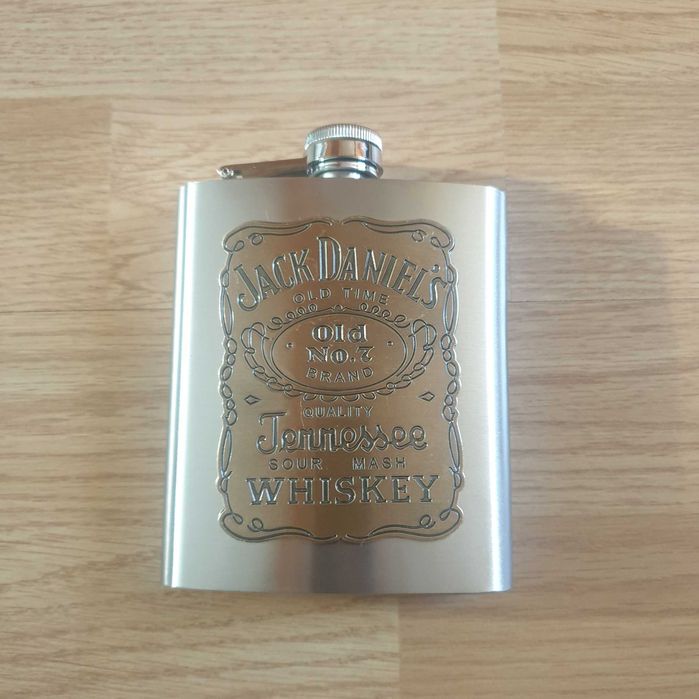 JACK DANIEL'S
OLD TIME
Old
No.7
BRAND
QUALITY
Tennessee
SOUR MASH
WHISKEY